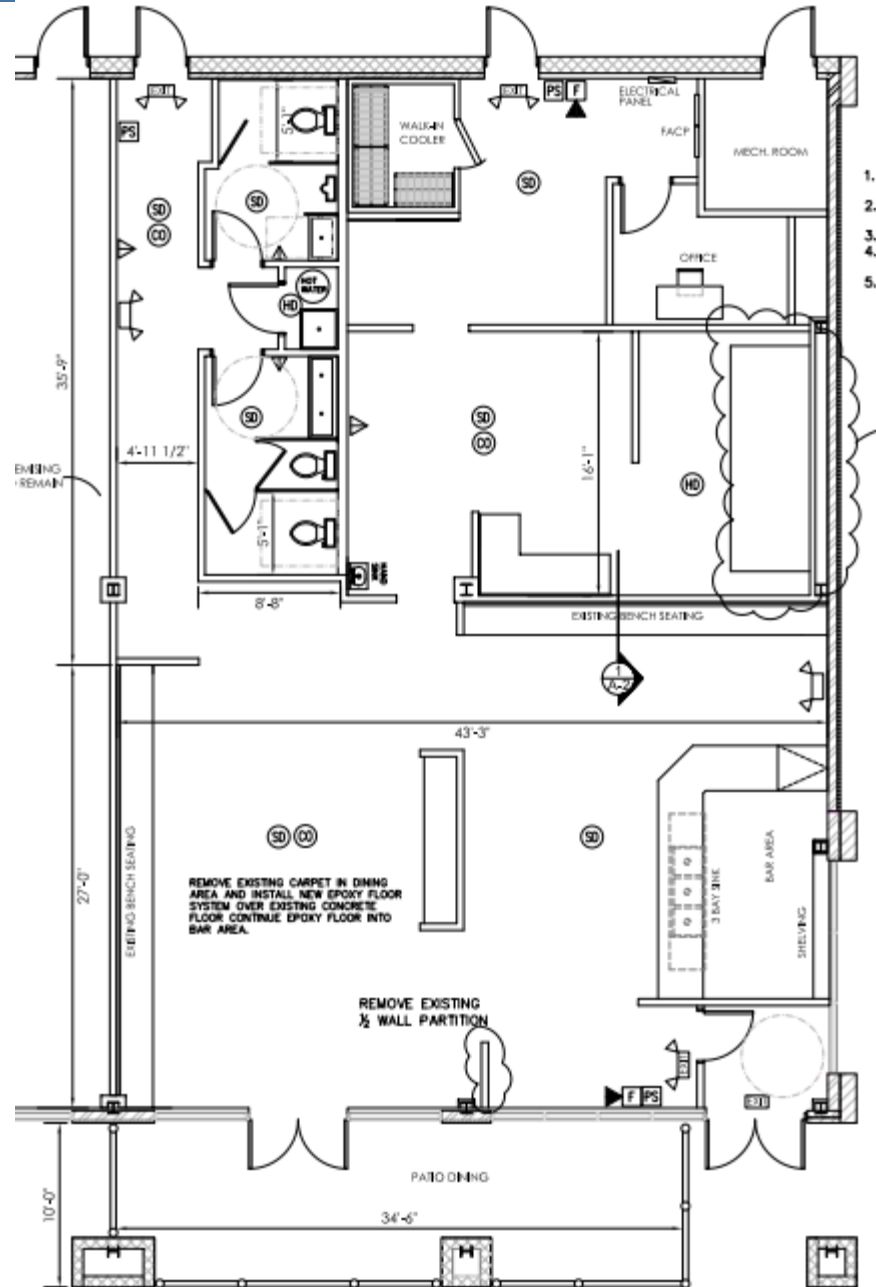 EXIT
EXIT
PS
F
ELECTRICAL
PANEL
FACP
PS
5'-1"
WALK-IN
COOLER
MECH. ROOM
1.
2.
3.
4.
5.
SD
SD
SD
CO
OFFICE
HOT
WATER
HD
35'-9"
SD
SD
CO
4'-11 1/2"
16'-1"
HD
EMISING
REMAIN
5'-1"
HAND
SINK
8'-8"
EXISTING BENCH SEATING
1
A-2
43'-3"
SD
CO
SD
BAR AREA
3 BAY SINK
SHELVING
27'-0"
EXISTING BENCH SEATING
REMOVE EXISTING CARPET IN DINING
AREA AND INSTALL NEW EPOXY FLOOR
SYSTEM OVER EXISTING CONCRETE
FLOOR CONTINUE EPOXY FLOOR INTO
BAR AREA.
REMOVE EXISTING
½ WALL PARTITION
EXIT
F
PS
EXIT
PATIO DINING
10'-0"
34'-6"